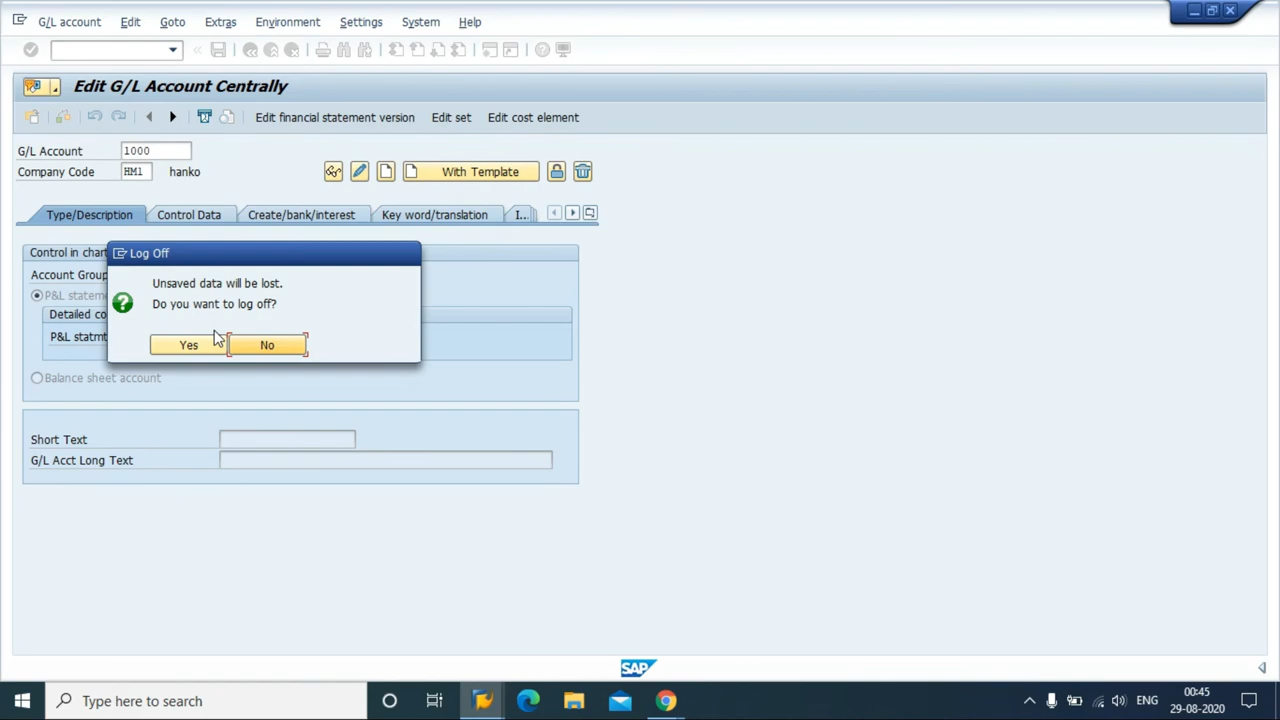 G/L account Edit Goto Extras Environment Settings System Help
Edit G/L Account Centrally
Edit financial statement version Edit set Edit cost element
G/L Account 1000
Company Code HM1 hanko With Template
Type/Description Control Data Create/bank/interest Key word/translation I...
Control in chart
Log Off
Account Group
Unsaved data will be lost.
P&L stateme
Do you want to log off?
Detailed co
P&L statmt
Yes No
Balance sheet account
Short Text
G/L Acct Long Text
SAP
Type here to search
ENG
00:45
29-08-2020